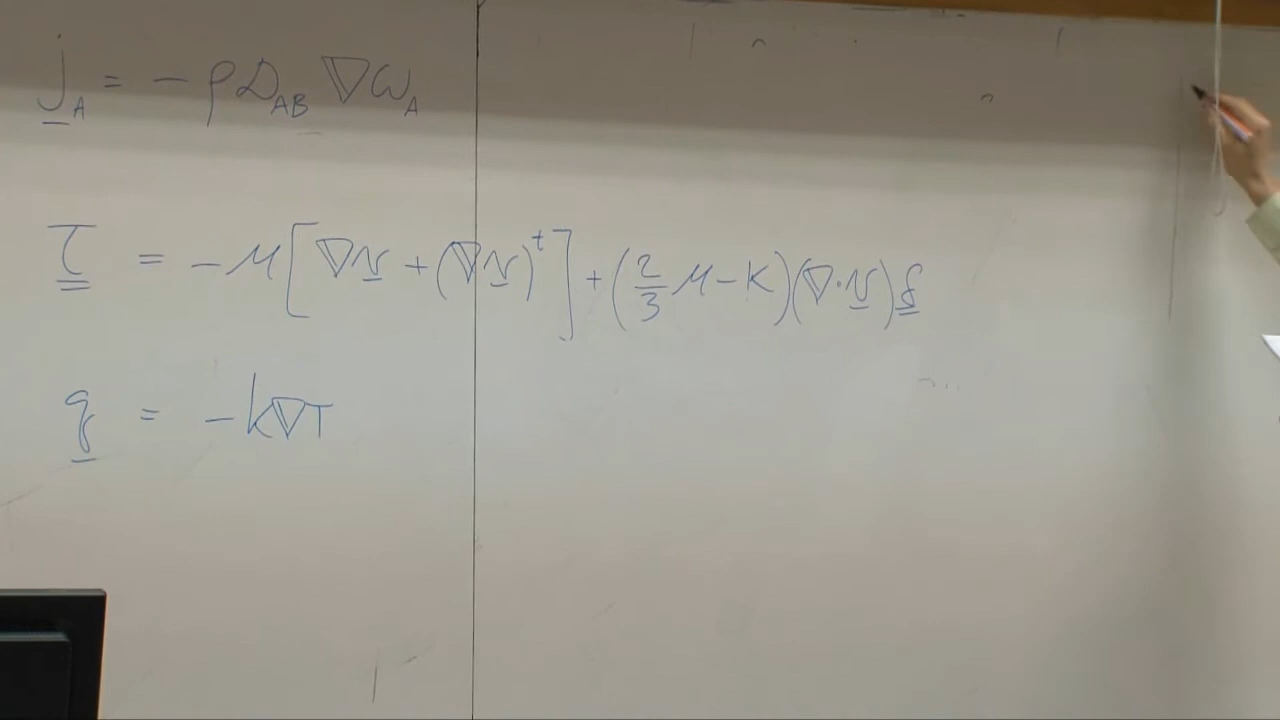 j_A = - ρ𝒟_AB ∇ω_A
τ = -μ[∇v + (∇v)^t] + (2/3 μ - K)(∇·v)δ
q = -k∇T